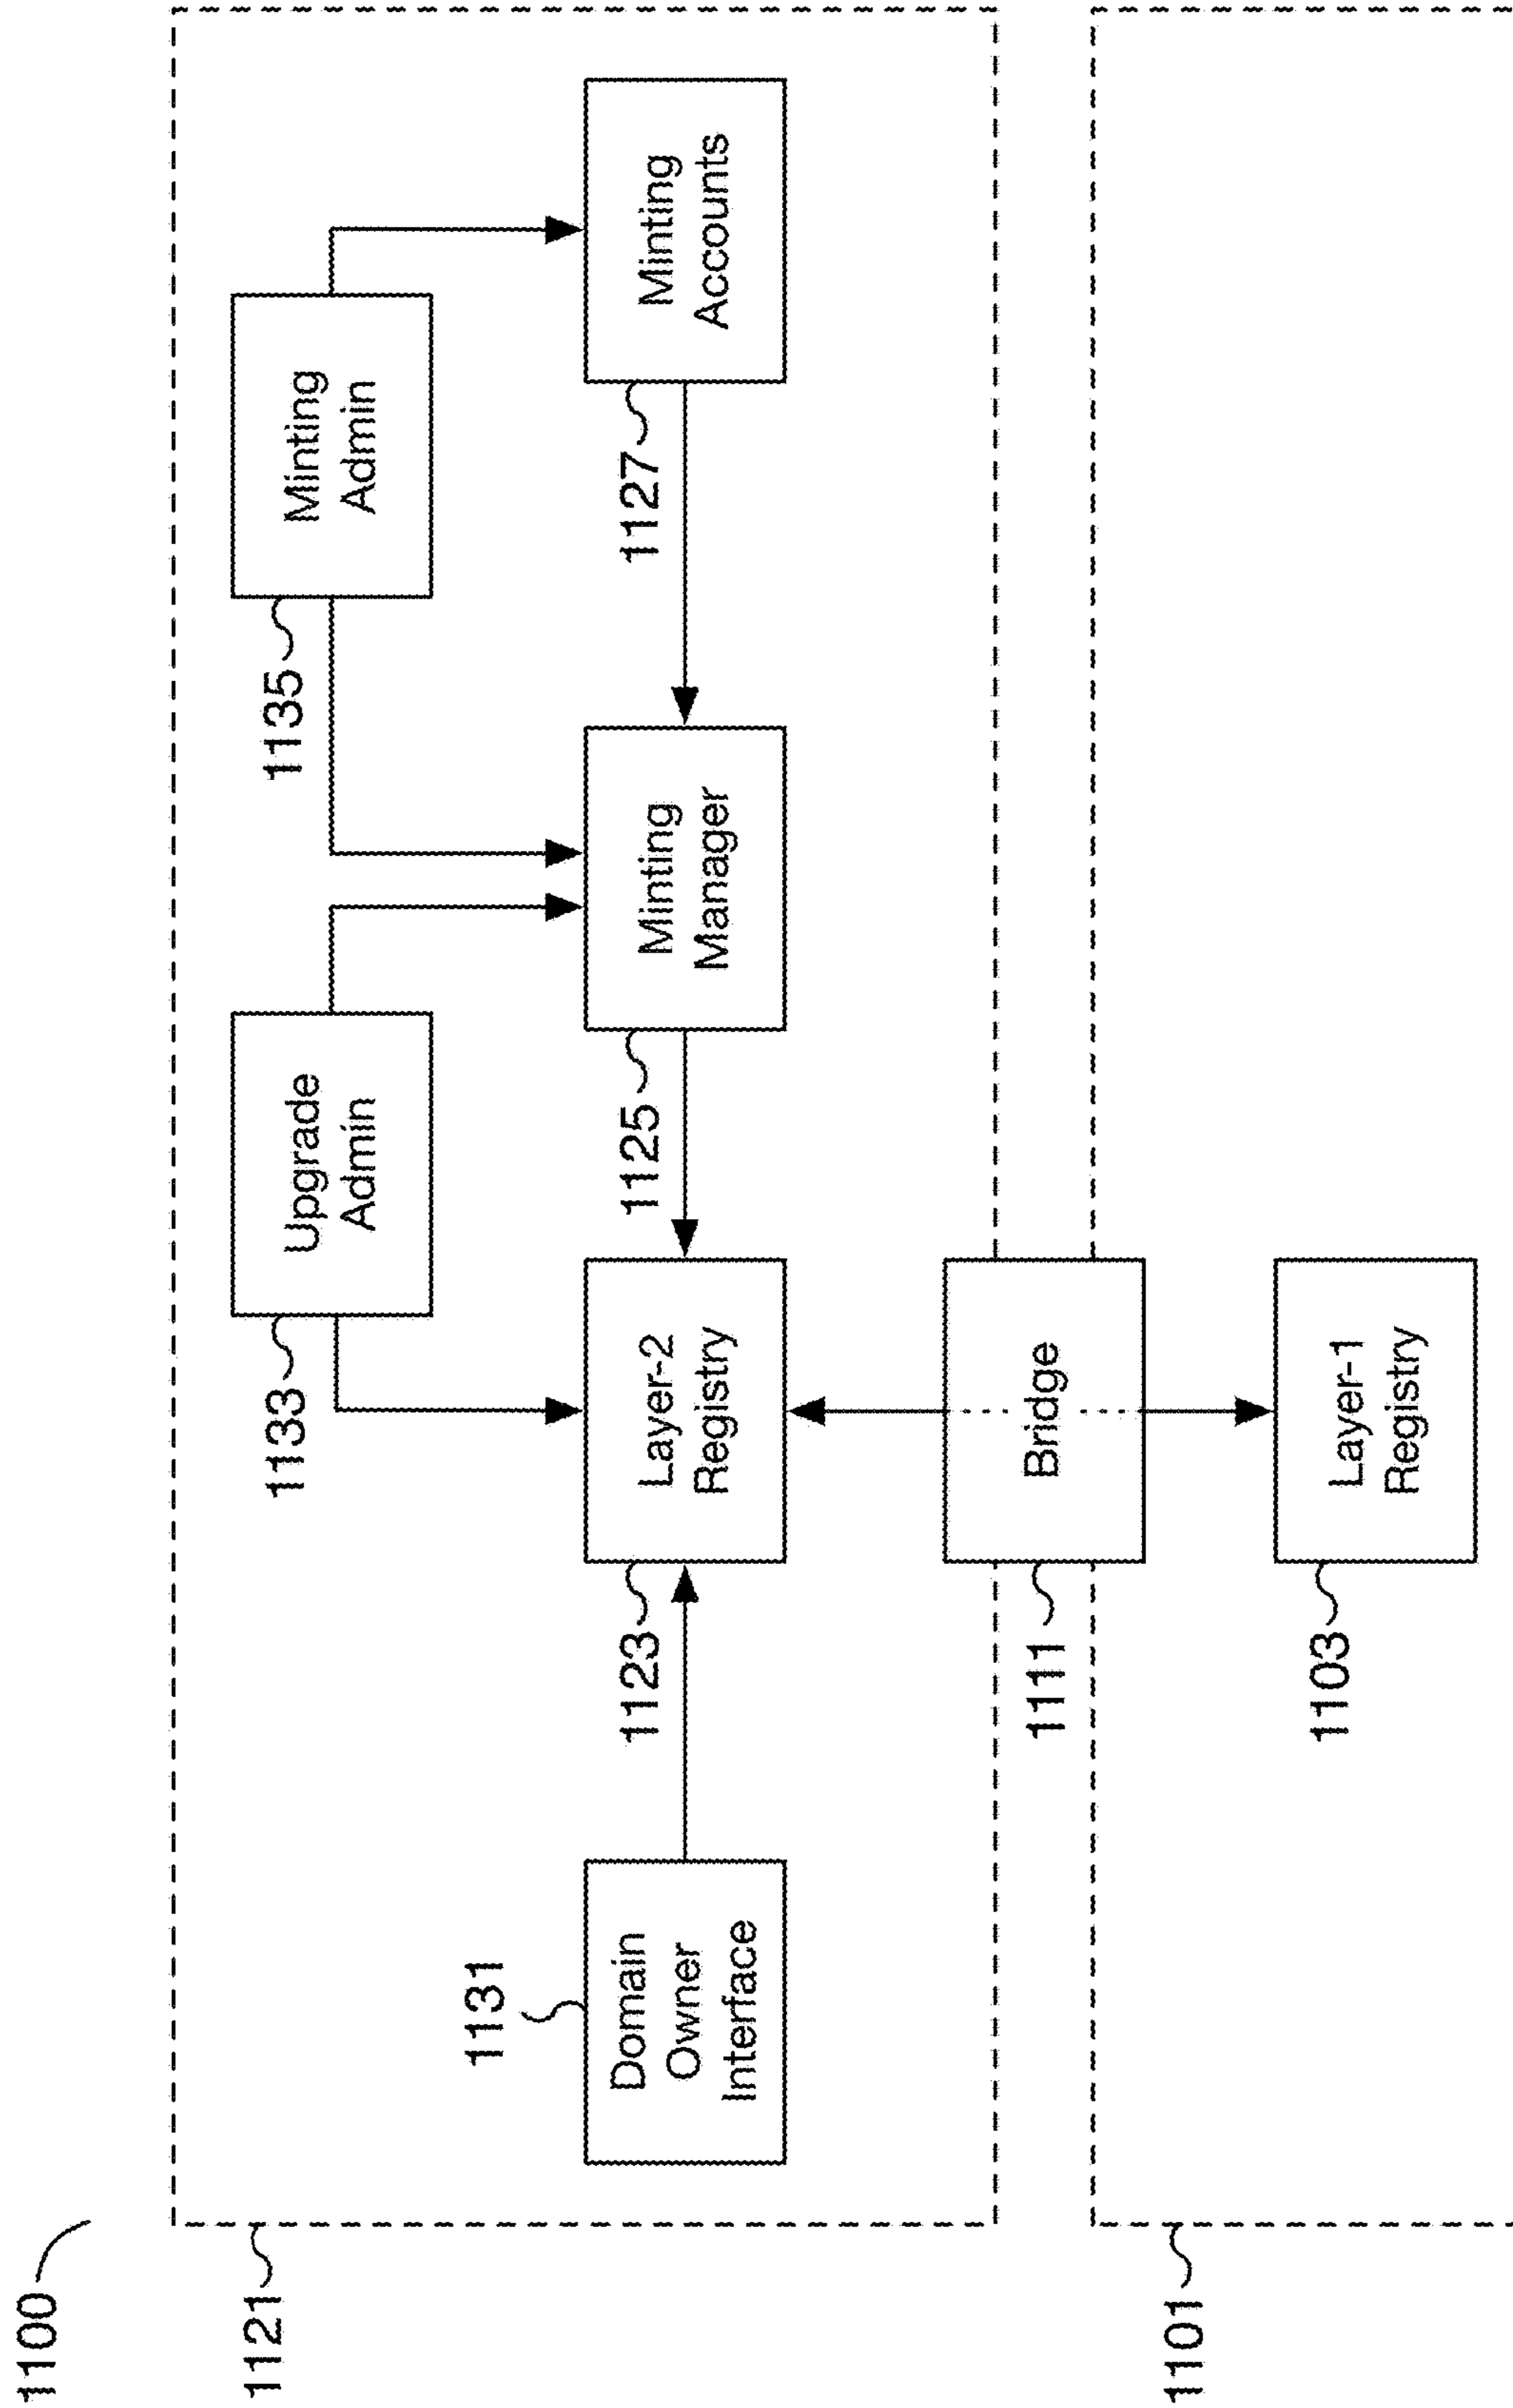 1100
1121
1133
Upgrade
Admin
1135
Minting
Admin
1131
Domain
Owner
Interface
1123
Layer-2
Registry
1125
Minting
Manager
1127
Minting
Accounts
1111
Bridge
1101
1103
Layer-1
Registry